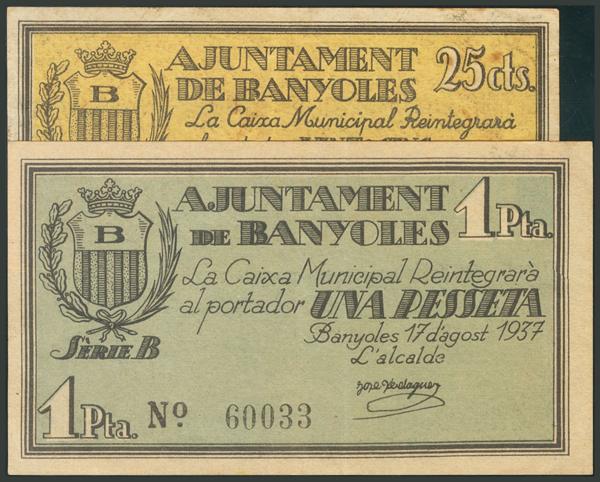 AJUNTAMENT
DE BANYOLES
25cts.
B
La Caixa Municipal Reintegrarà
AJUNTAMENT
DE BANYOLES
1 Pta.
B
La Caixa Municipal Reintegrarà
al portador UNA PESSETA
Banyoles 17 d'agost 1937
L'alcalde
SÈRIE B
1 Pta.
Nº 60033